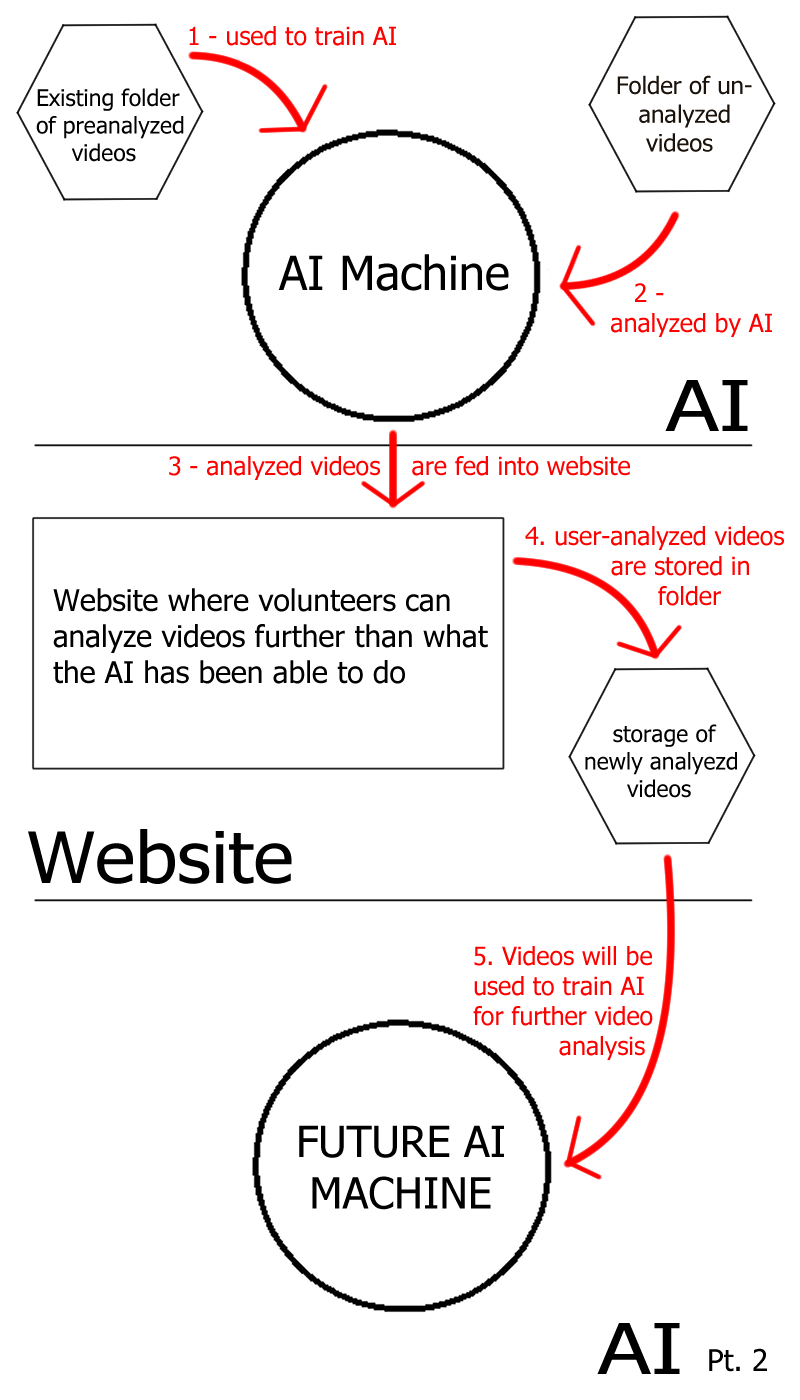 1 - used to train AI
Existing folder
of preanalyzed
videos
Folder of un-
analyzed
videos
AI Machine
2 -
analyzed by AI
AI
3 - analyzed videos are fed into website
Website where volunteers can
analyze videos further than what
the AI has been able to do
4. user-analyzed videos
are stored in
folder
storage of
newly analyezd
videos
Website
5. Videos will be
used to train AI
for further video
analysis
FUTURE AI
MACHINE
AI Pt. 2